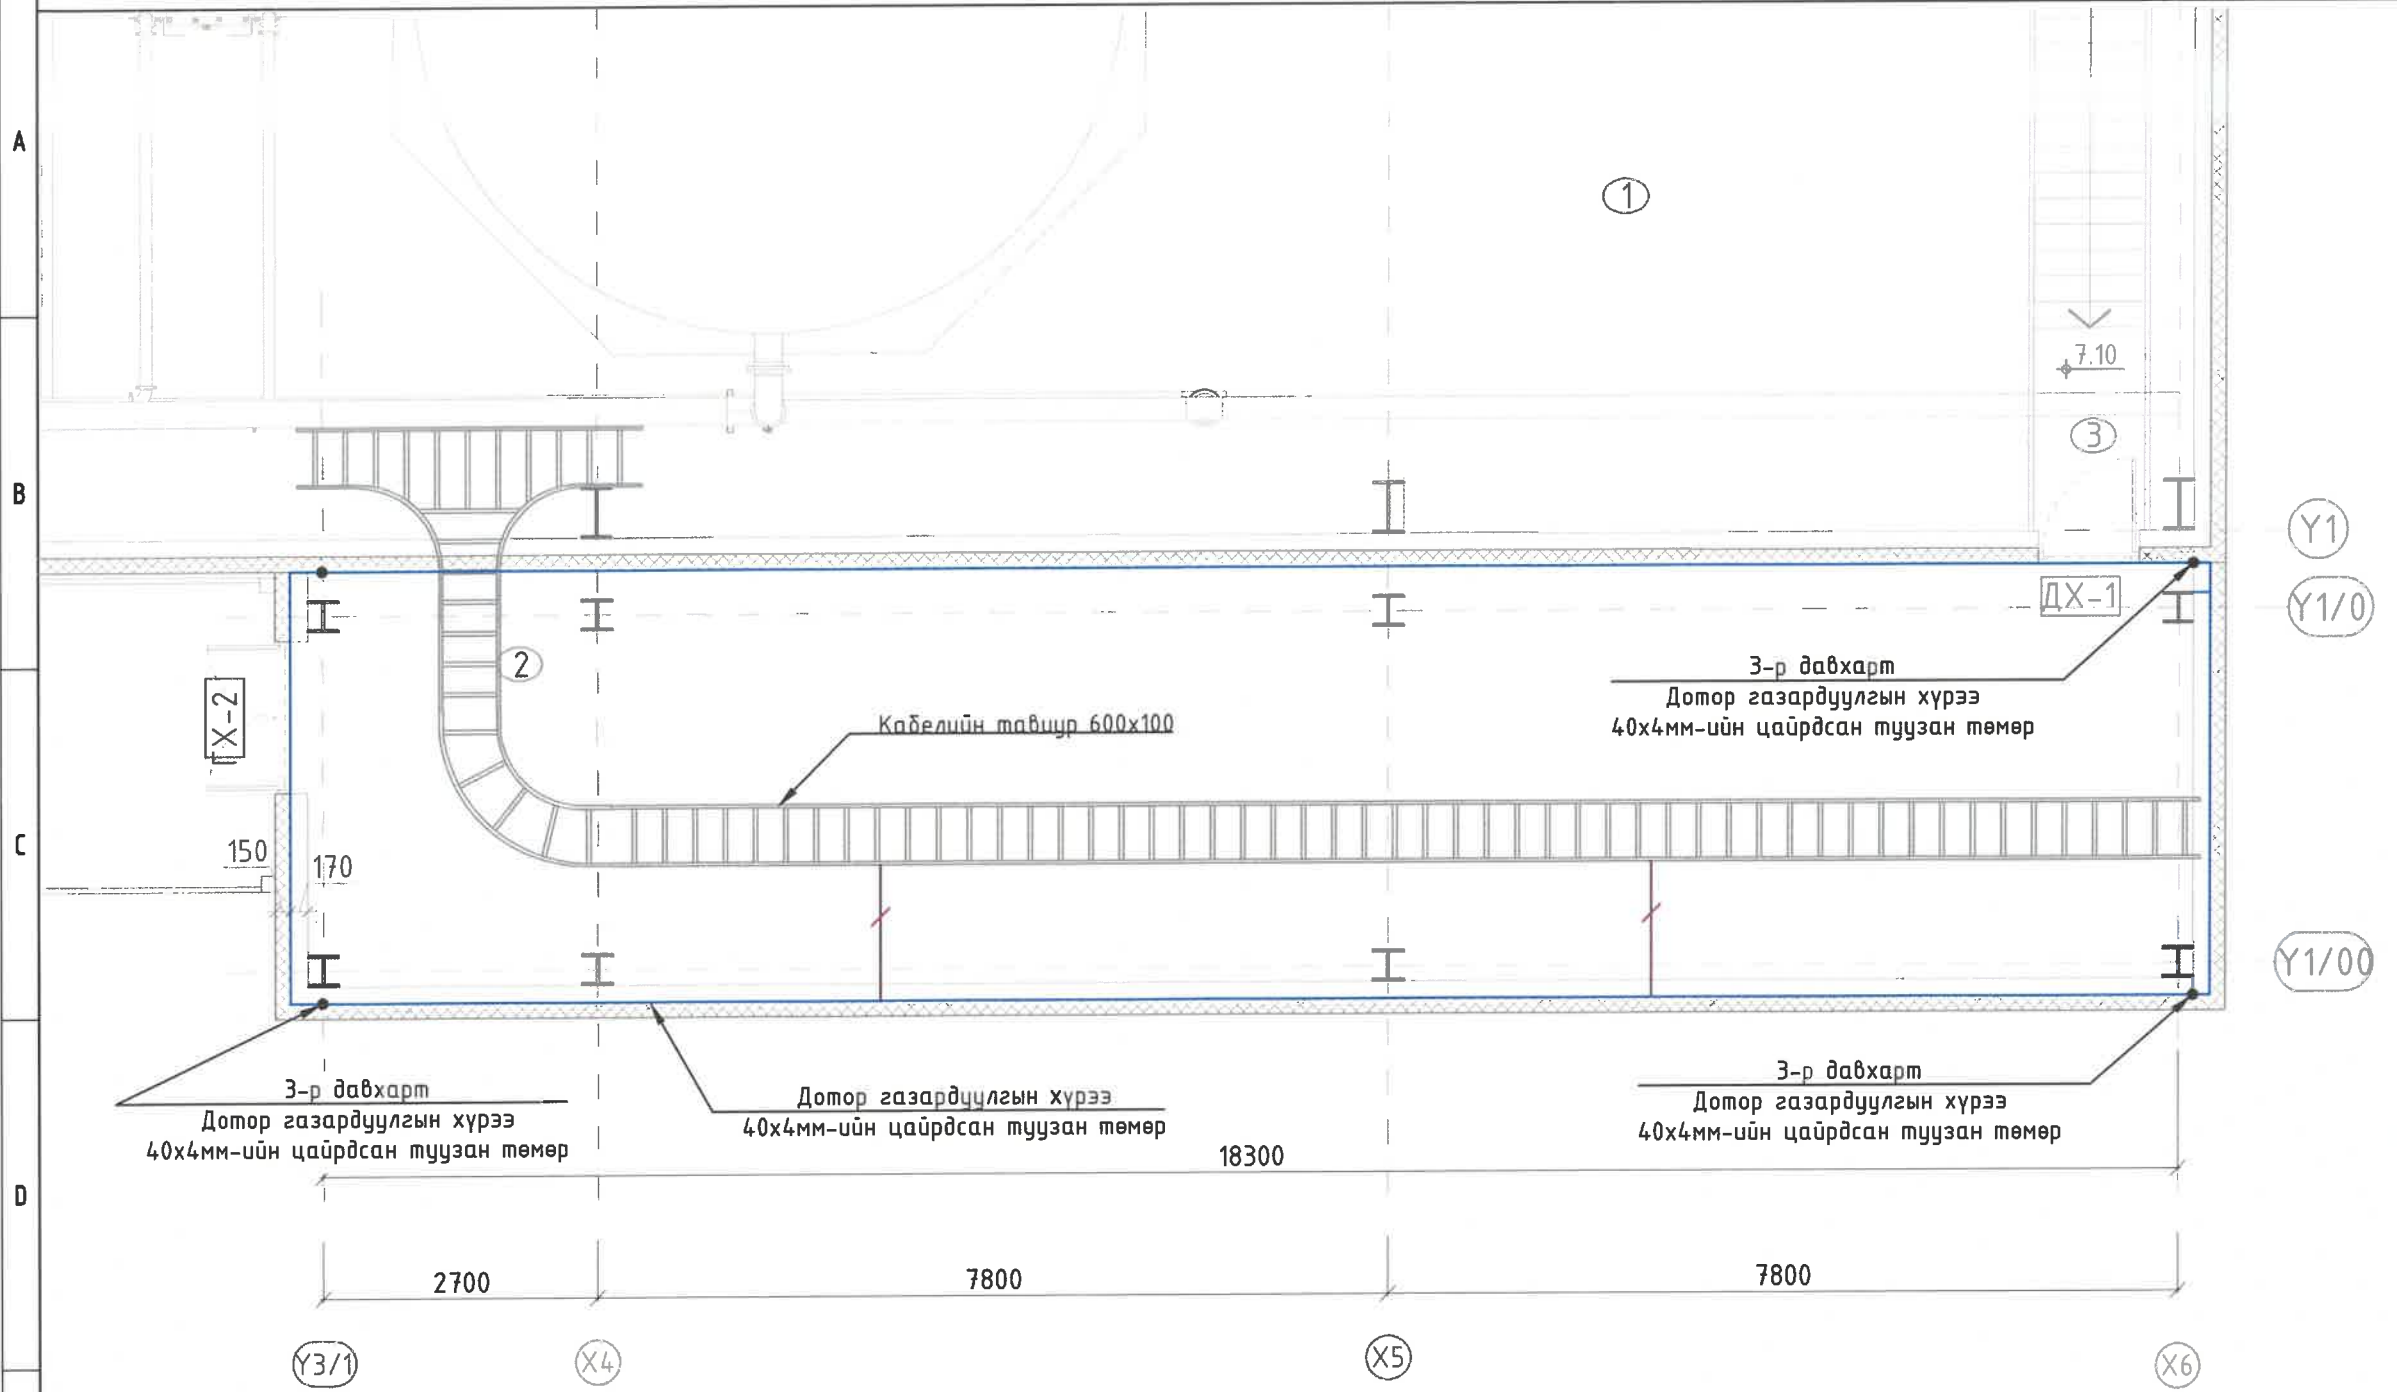 A
1
7.10
3
B
Y1
ДХ-1
Y1/0
2
3-р давхарт
Дотор газардуулгын хүрээ
40x4мм-ийн цайрдсан туузан төмөр
ГХ-2
Кабелийн тавиур 600x100
C
150
170
Y1/00
3-р давхарт
Дотор газардуулгын хүрээ
40x4мм-ийн цайрдсан туузан төмөр
Дотор газардуулгын хүрээ
40x4мм-ийн цайрдсан туузан төмөр
3-р давхарт
Дотор газардуулгын хүрээ
40x4мм-ийн цайрдсан туузан төмөр
18300
D
2700
7800
7800
Y3/1
X4
X5
X6